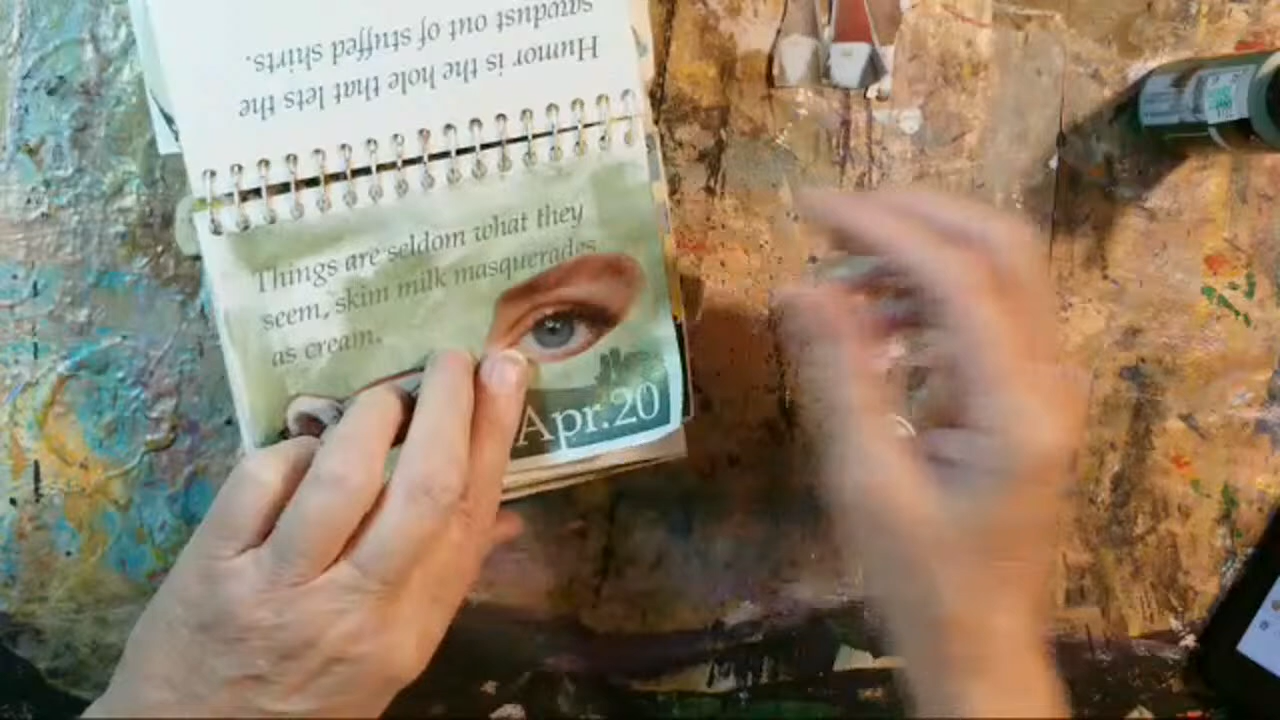 Humor is the hole that lets the
sawdust out of stuffed shirts.
Things are seldom what they
seem, skim milk masquerades
as cream.
Apr.20